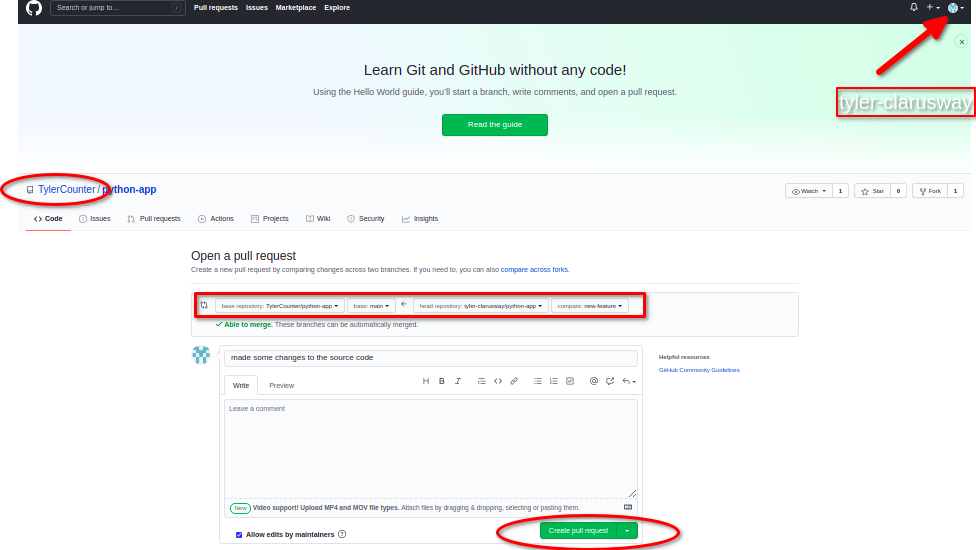 Search or jump to… / Pull requests Issues Marketplace Explore
Learn Git and GitHub without any code!
Using the Hello World guide, you'll start a branch, write comments, and open a pull request.
tyler-clarusway
Read the guide
TylerCounter / python-app
Watch 1 Star 0 Fork 1
Code Issues Pull requests Actions Projects Wiki Security Insights
Open a pull request
Create a new pull request by comparing changes across two branches. If you need to, you can also compare across forks.
base repository: TylerCounter/python-app base: main ← head repository: tyler-clarusway/python-app compare: new-feature
Able to merge. These branches can be automatically merged.
made some changes to the source code
Helpful resources
GitHub Community Guidelines
Write Preview
Leave a comment
New Video support! Upload MP4 and MOV file types. Attach files by dragging & dropping, selecting or pasting them.
Allow edits by maintainers ?
Create pull request